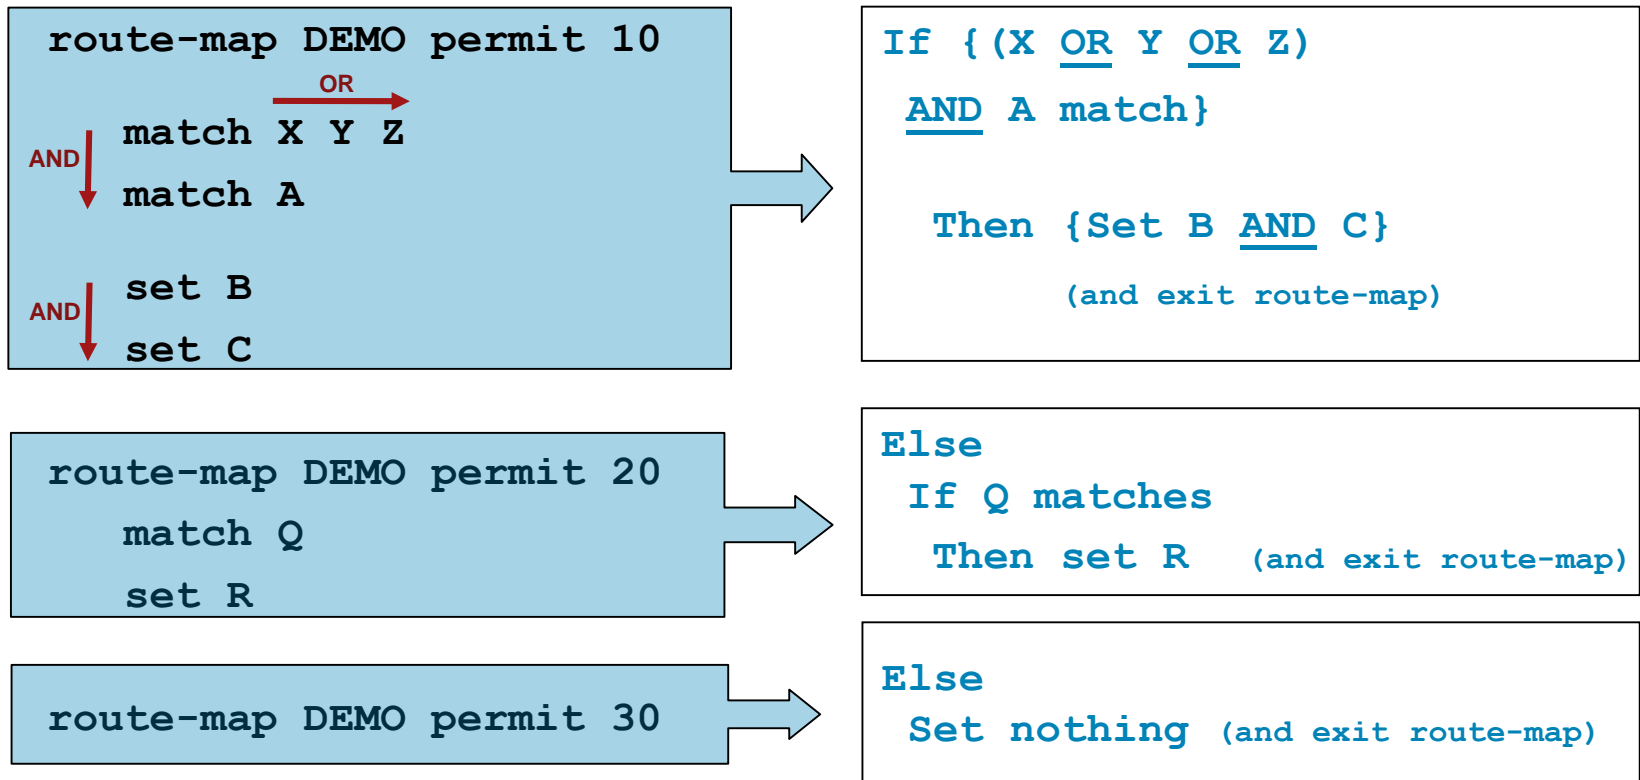 route-map DEMO permit 10
OR
match X Y Z
AND
match A
set B
AND
set C
If {(X OR Y OR Z)
AND A match}
Then {Set B AND C}
(and exit route-map)
route-map DEMO permit 20
match Q
set R
Else
If Q matches
Then set R (and exit route-map)
route-map DEMO permit 30
Else
Set nothing (and exit route-map)